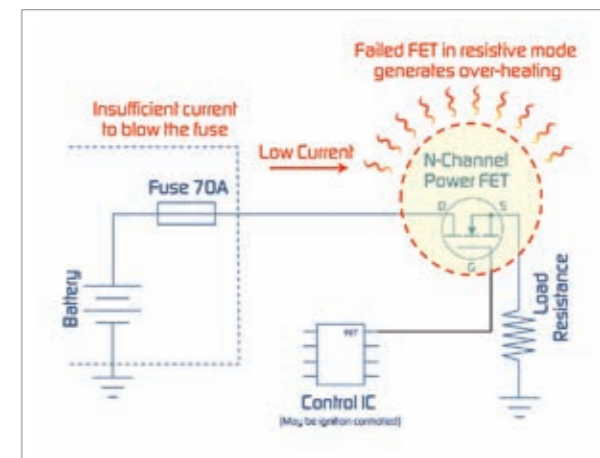 Failed FET in resistive mode
generates over-heating
Insufficient current
to blow the fuse
Low Current
N-Channel
Power FET
Fuse 70A
D
S
G
Battery
Load
Resistance
FET
Control IC
(May be ignition controlled)